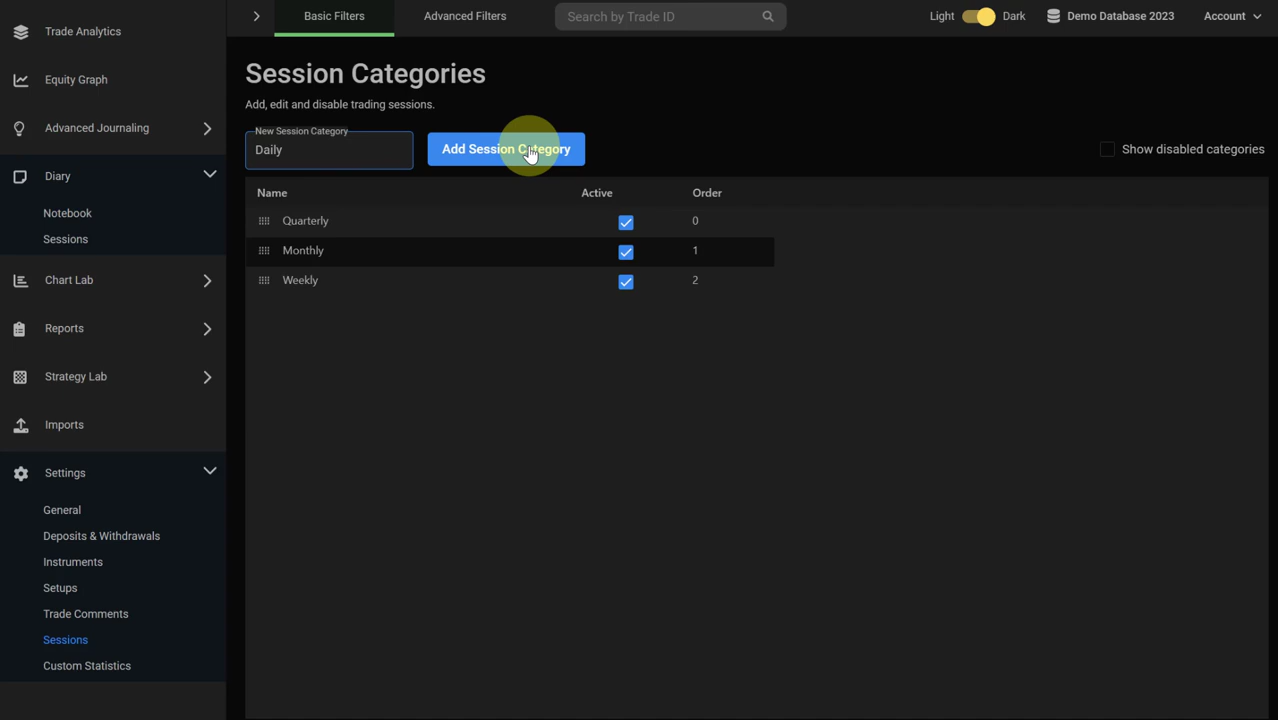 Trade Analytics
Equity Graph
Advanced Journaling
Diary
Notebook
Sessions
Chart Lab
Reports
Strategy Lab
Imports
Settings
General
Deposits & Withdrawals
Instruments
Setups
Trade Comments
Sessions
Custom Statistics
Basic Filters Advanced Filters Search by Trade ID Light Dark Demo Database 2023 Account
Session Categories
Add, edit and disable trading sessions.
New Session Category
Daily Add Session Category Show disabled categories
Name Active Order
Quarterly 0
Monthly 1
Weekly 2